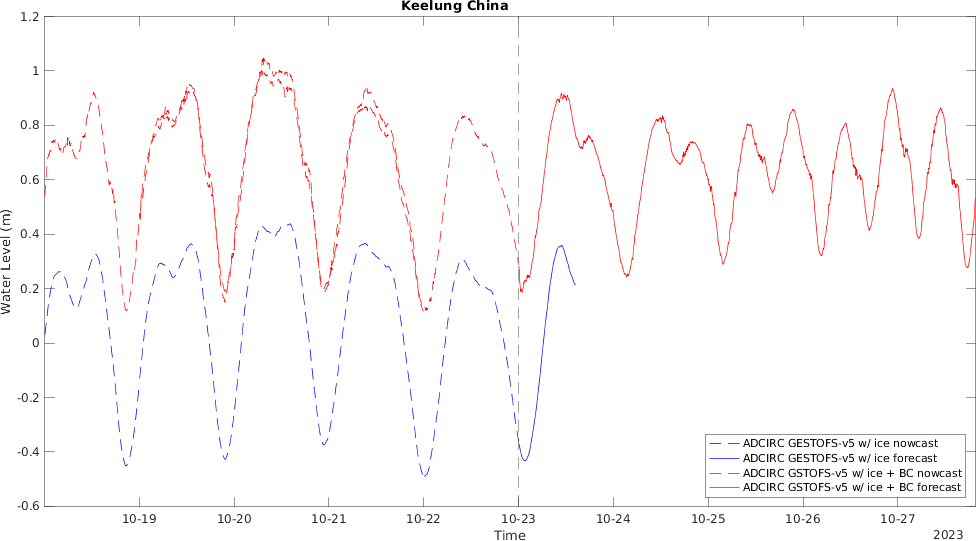 Keelung China
1.2
1
0.8
0.6
0.4
0.2
0
-0.2
-0.4
-0.6
Water Level (m)
ADCIRC GESTOFS-v5 w/ ice nowcast
ADCIRC GESTOFS-v5 w/ ice forecast
ADCIRC GSTOFS-v5 w/ ice + BC nowcast
ADCIRC GSTOFS-v5 w/ ice + BC forecast
10-19 10-20 10-21 10-22 10-23 10-24 10-25 10-26 10-27
Time
2023